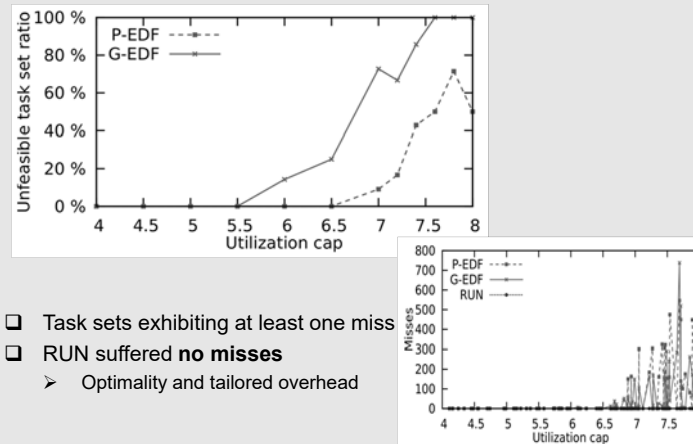 Unfeasible task set ratio
100 %
80 %
60 %
40 %
20 %
0 %
P-EDF
G-EDF
4 4.5 5 5.5 6 6.5 7 7.5 8
Utilization cap
❑ Task sets exhibiting at least one miss
❑ RUN suffered no misses
➢ Optimality and tailored overhead
Misses
800
700
600
500
400
300
200
100
0
P-EDF
G-EDF
RUN
4 4.5 5 5.5 6 6.5 7 7.5
Utilization cap